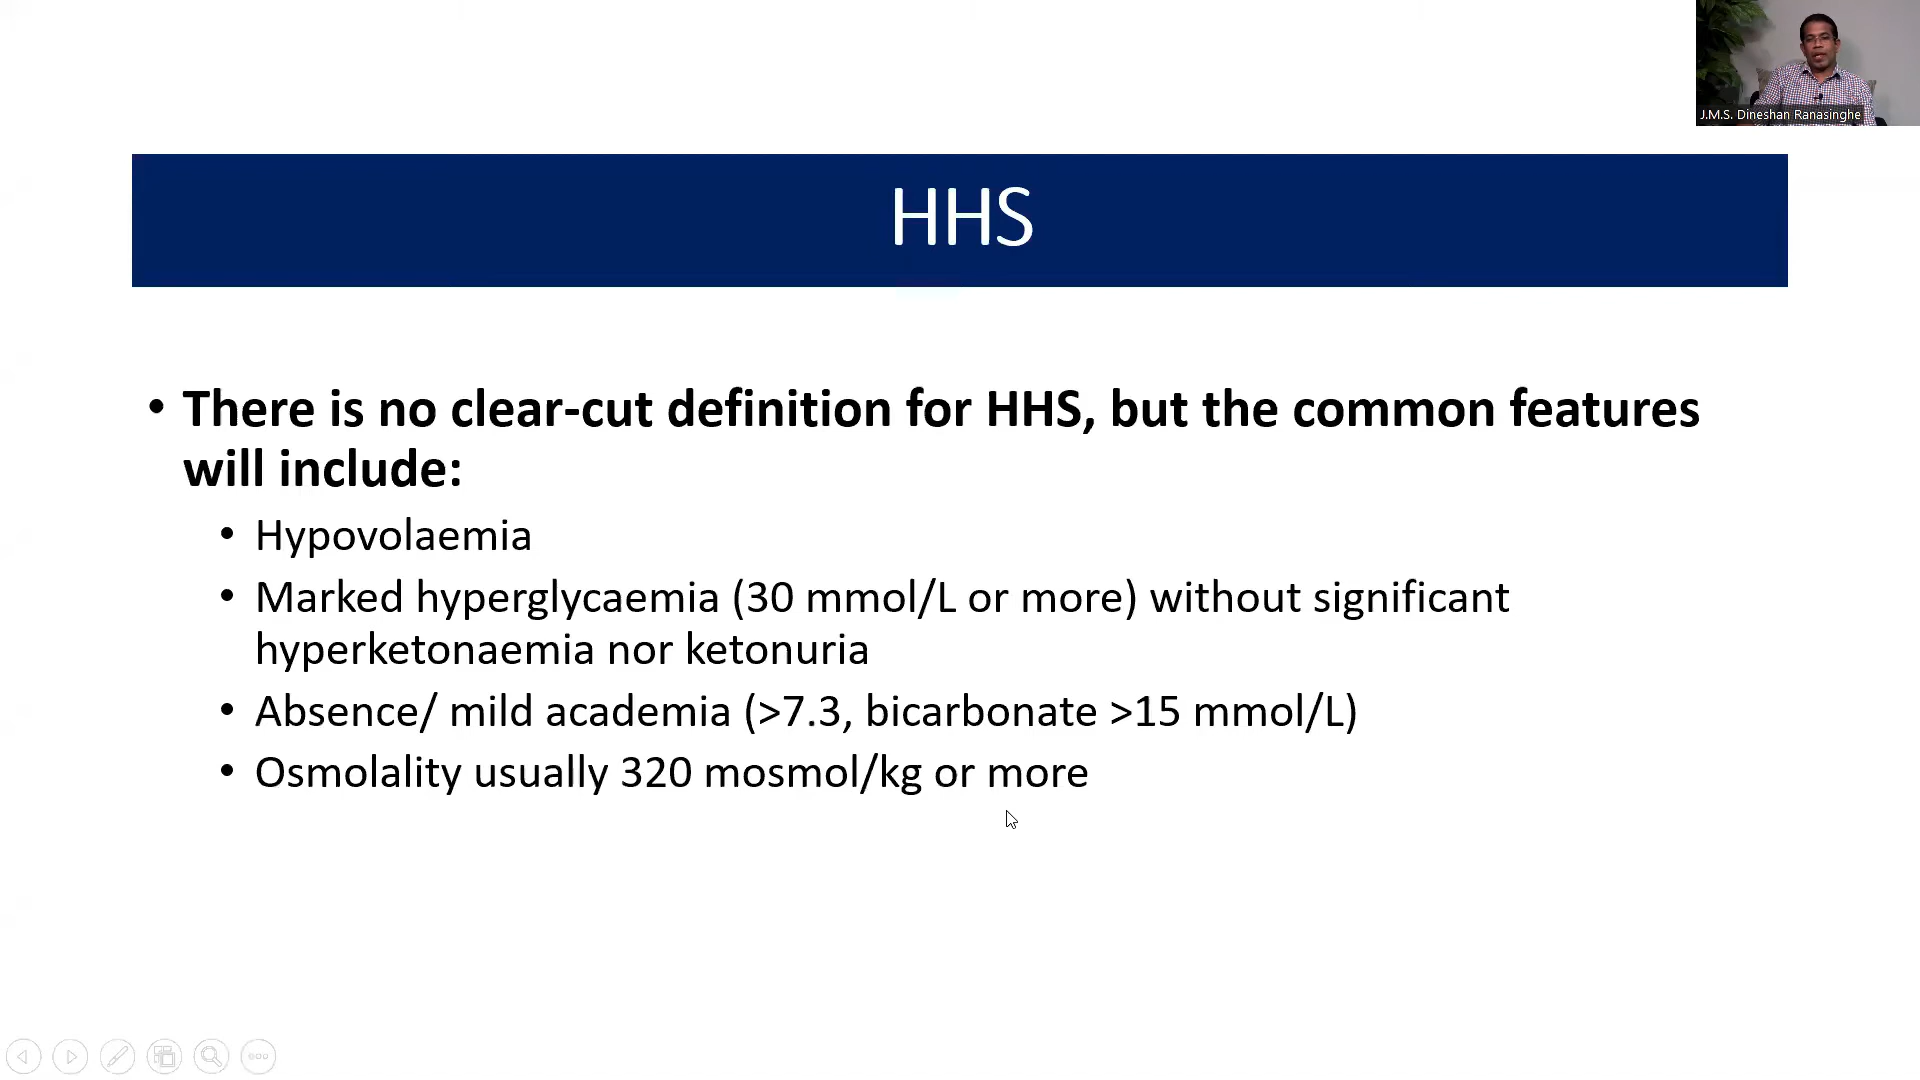 J.M.S. Dineshan Ranasinghe
HHS
• There is no clear-cut definition for HHS, but the common features
will include:
• Hypovolaemia
• Marked hyperglycaemia (30 mmol/L or more) without significant
hyperketonaemia nor ketonuria
• Absence/ mild academia (>7.3, bicarbonate >15 mmol/L)
• Osmolality usually 320 mosmol/kg or more